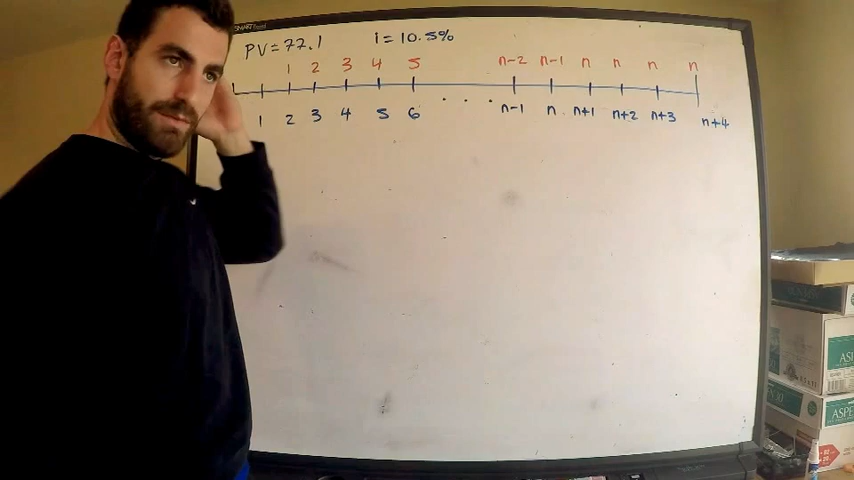 PV = 77.1 i = 10.5%
1 2 3 4 5 n-2 n-1 n n n n
1 2 3 4 5 6 . . . n-1 n n+1 n+2 n+3 n+4